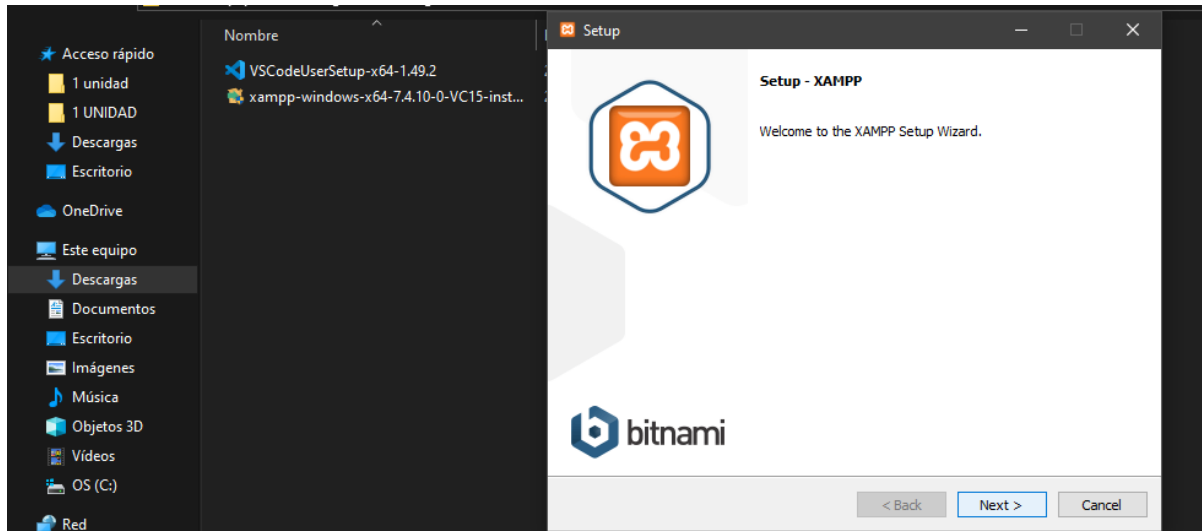 Acceso rápido
1 unidad
1 UNIDAD
Descargas
Escritorio
OneDrive
Este equipo
Descargas
Documentos
Escritorio
Imágenes
Música
Objetos 3D
Vídeos
OS (C:)
Red
Nombre
VSCodeUserSetup-x64-1.49.2
xampp-windows-x64-7.4.10-0-VC15-inst...
Setup
Setup - XAMPP
Welcome to the XAMPP Setup Wizard.
bitnami
< Back Next > Cancel